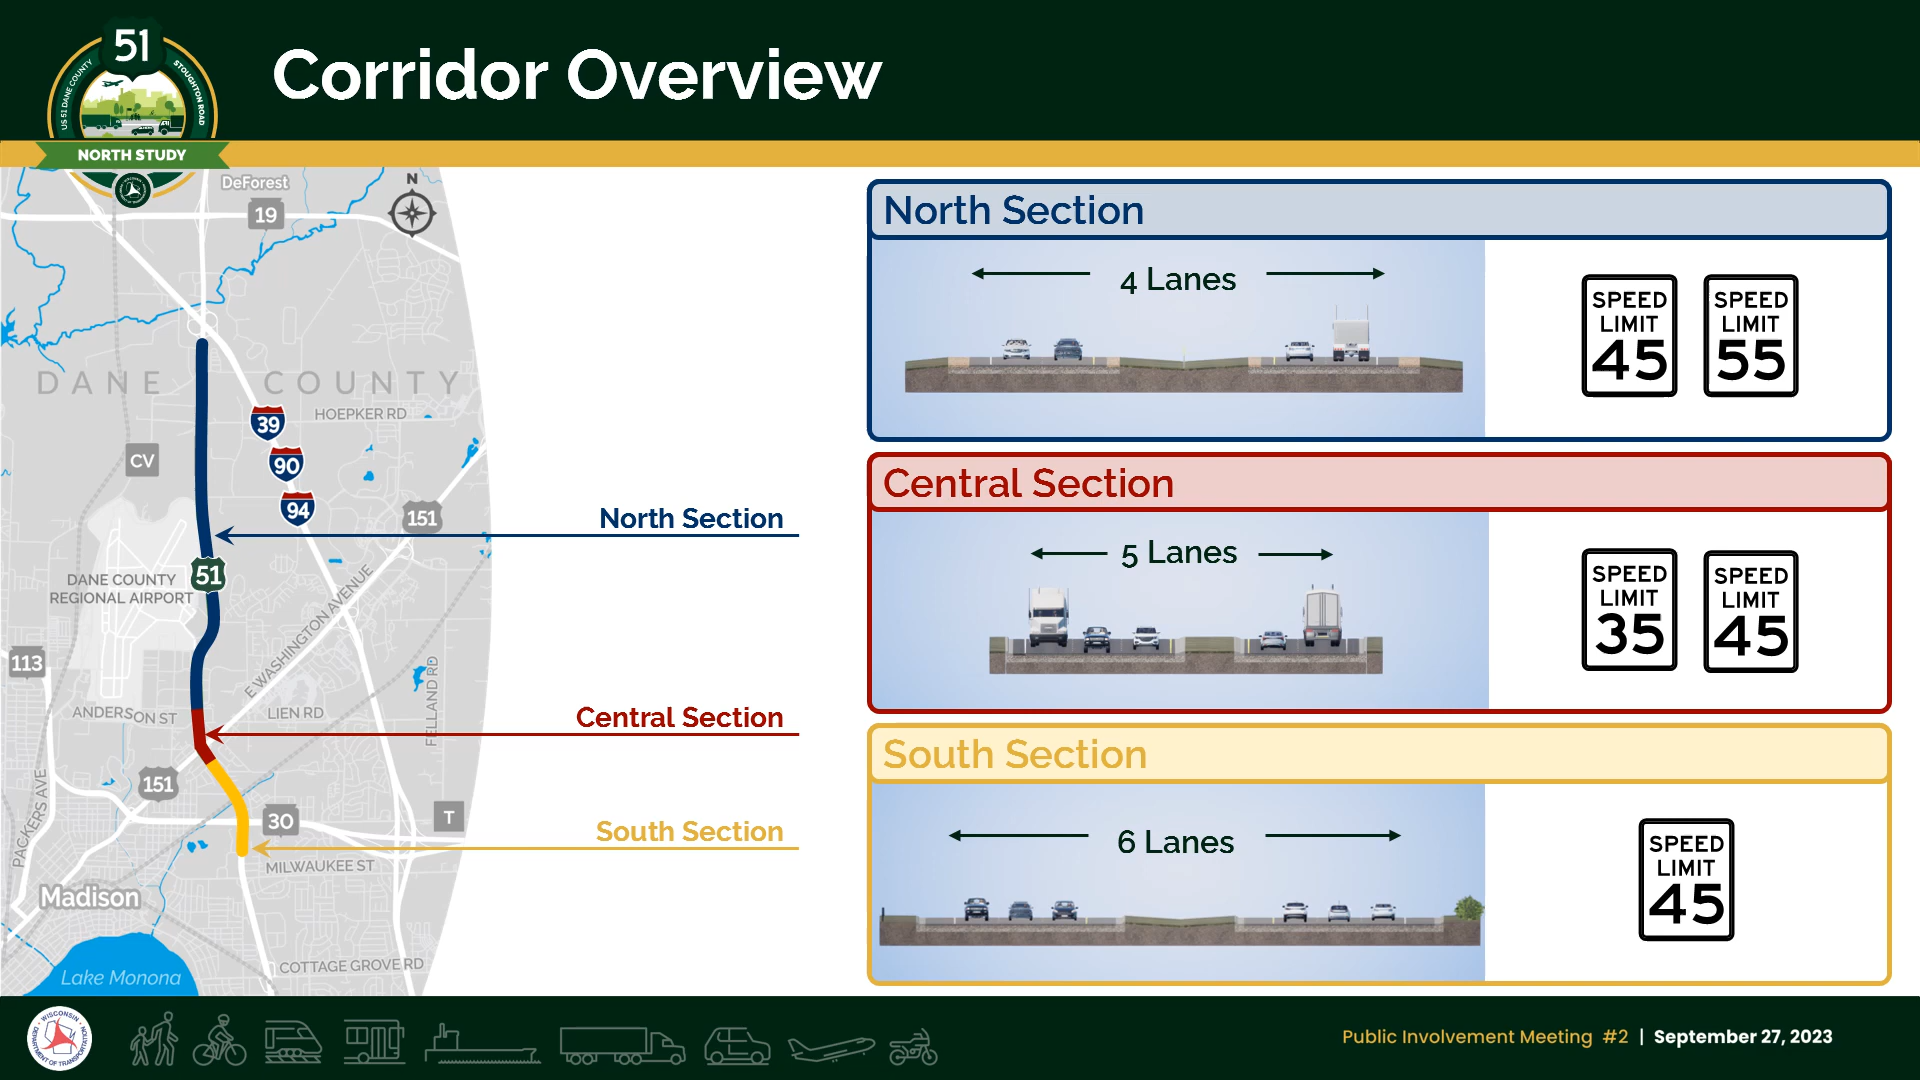 51
US 51 DANE COUNTY
STOUGHTON ROAD
NORTH STUDY
Corridor Overview
DeForest
N
19
DANE COUNTY
HOEPKER RD
39
90
94
CV
151
North Section
51
DANE COUNTY
REGIONAL AIRPORT
E WASHINGTON AVENUE
113
FELLAND RD
ANDERSON ST
LIEN RD
Central Section
151
PACKERS AVE
30
T
South Section
MILWAUKEE ST
Madison
Lake Monona
COTTAGE GROVE RD
North Section
4 Lanes
SPEED
LIMIT
45
SPEED
LIMIT
55
Central Section
5 Lanes
SPEED
LIMIT
35
SPEED
LIMIT
45
South Section
6 Lanes
SPEED
LIMIT
45
WISCONSIN
DEPARTMENT OF TRANSPORTATION
Public Involvement Meeting #2 | September 27, 2023